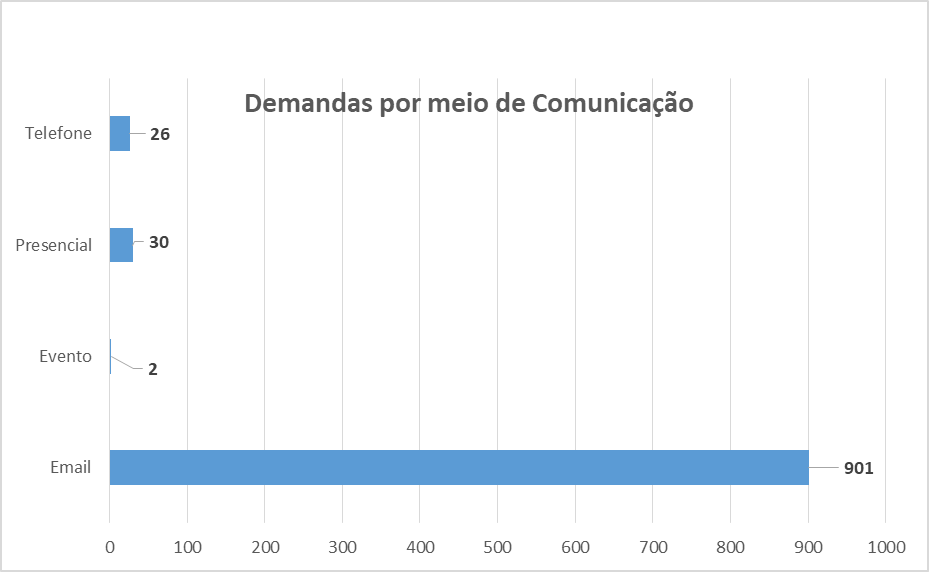 Demandas por meio de Comunicação
Telefone 26
Presencial 30
Evento 2
Email 901
0 100 200 300 400 500 600 700 800 900 1000